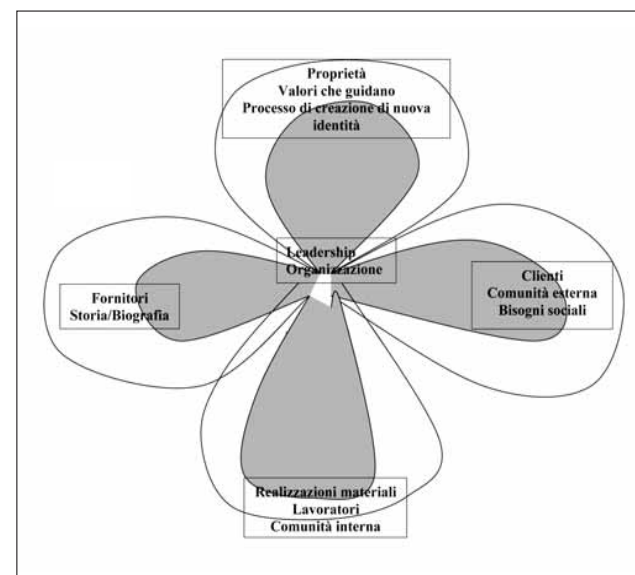 Proprietà
Valori che guidano
Processo di creazione di nuova
identità
Leadership
Organizzazione
Fornitori
Storia/Biografia
Clienti
Comunità esterna
Bisogni sociali
Realizzazioni materiali
Lavoratori
Comunità interna